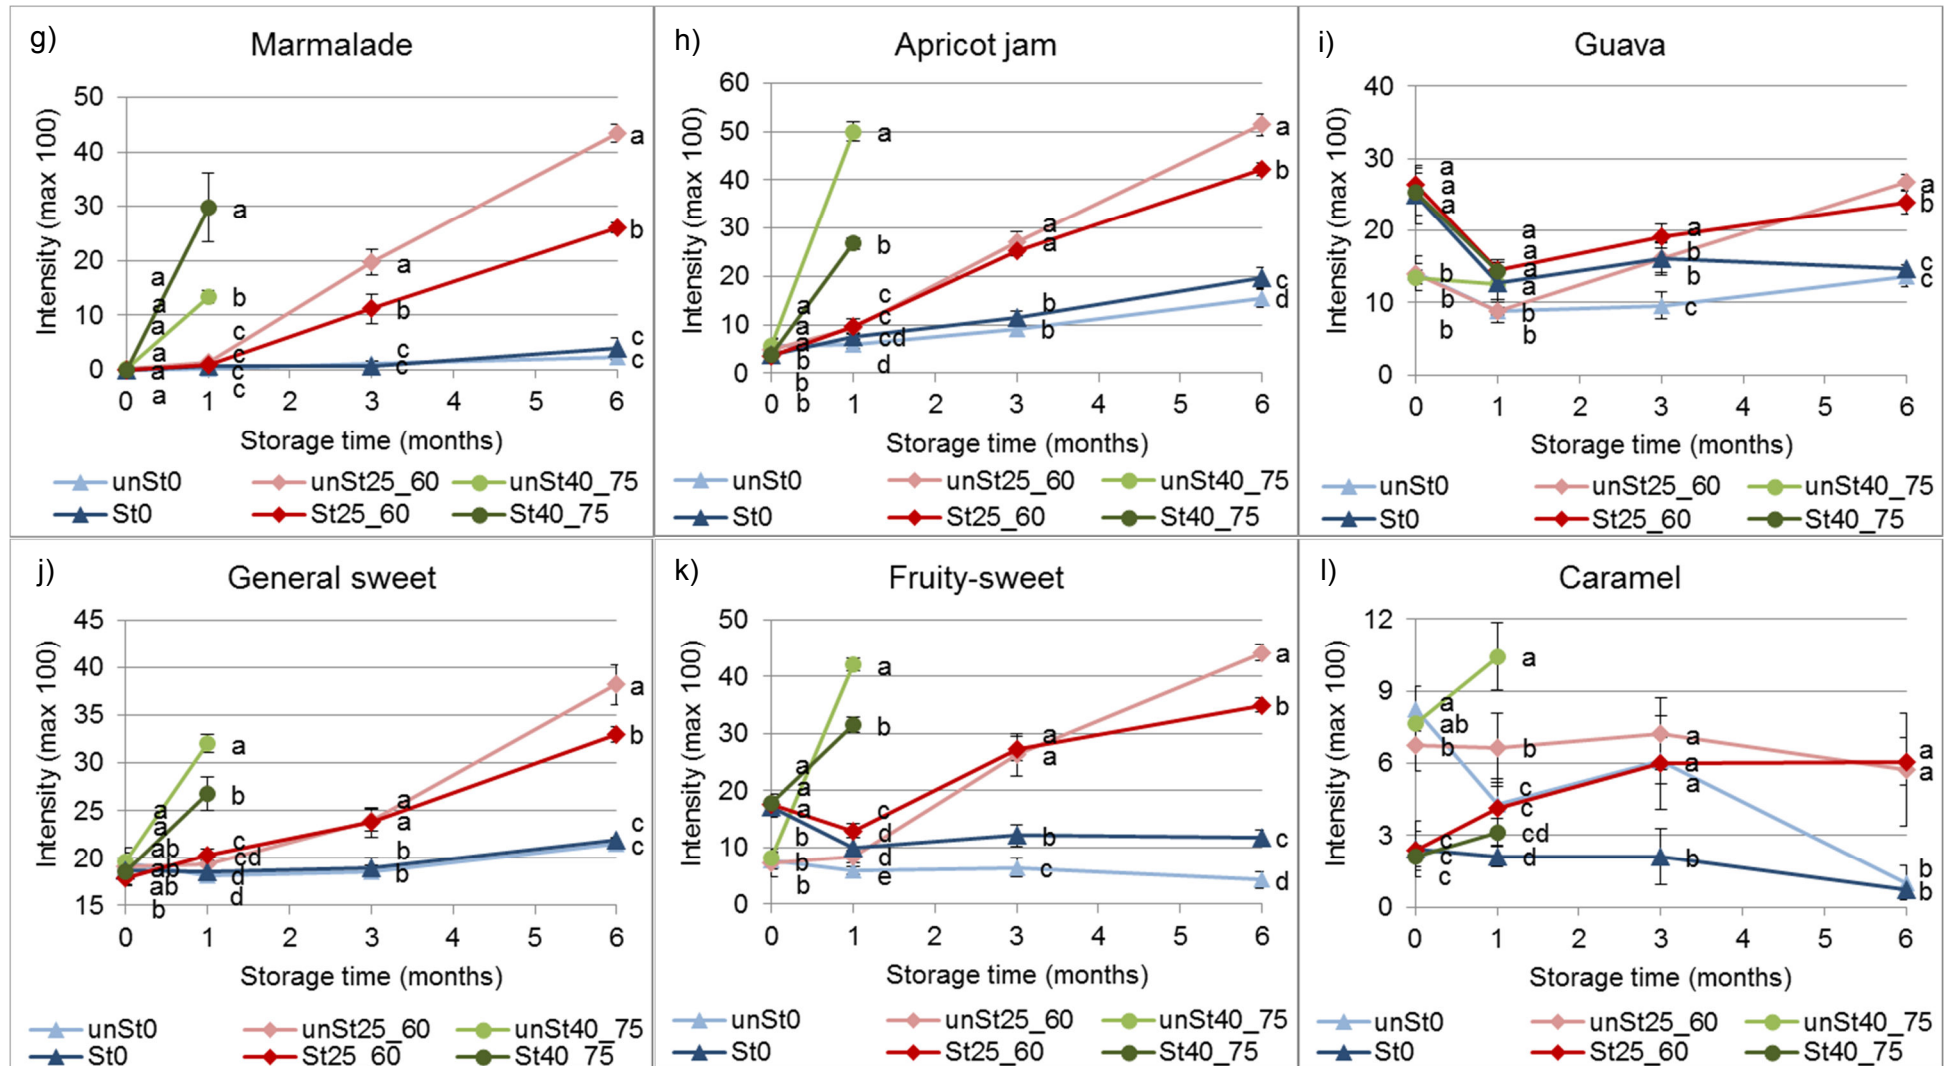 g)
Marmalade
Intensity (max 100)
50
40
30
20
10
0
a
a
b
a
a
a
a
a
a
c
c
c
c
a
b
c
c
a
b
c
c
0 1 2 3 4 5 6
Storage time (months)
unSt0 unSt25_60 unSt40_75
St0 St25_60 St40_75
h)
Apricot jam
Intensity (max 100)
60
50
40
30
20
10
0
a
b
a
a
a
b
b
b
c
c
cd
d
a
a
b
b
a
b
c
d
0 1 2 3 4 5 6
Storage time (months)
unSt0 unSt25_60 unSt40_75
St0 St25_60 St40_75
i)
Guava
Intensity (max 100)
40
30
20
10
0
a
a
a
b
b
b
a
a
a
a
b
b
a
b
b
c
a
b
c
c
0 1 2 3 4 5 6
Storage time (months)
unSt0 unSt25_60 unSt40_75
St0 St25_60 St40_75
j)
General sweet
Intensity (max 100)
45
40
35
30
25
20
15
a
b
a
a
ab
ab
ab
b
c
cd
d
d
a
a
b
b
a
b
c
c
0 1 2 3 4 5 6
Storage time (months)
unSt0 unSt25_60 unSt40_75
St0 St25_60 St40_75
k)
Fruity-sweet
Intensity (max 100)
50
40
30
20
10
0
a
b
a
a
a
b
b
b
c
d
d
e
a
a
b
c
a
b
c
d
0 1 2 3 4 5 6
Storage time (months)
unSt0 unSt25_60 unSt40_75
St0 St25_60 St40_75
l)
Caramel
Intensity (max 100)
12
9
6
3
0
a
ab
b
c
c
c
a
b
c
c
cd
d
a
a
a
b
a
a
b
b
0 1 2 3 4 5 6
Storage time (months)
unSt0 unSt25_60 unSt40_75
St0 St25_60 St40_75